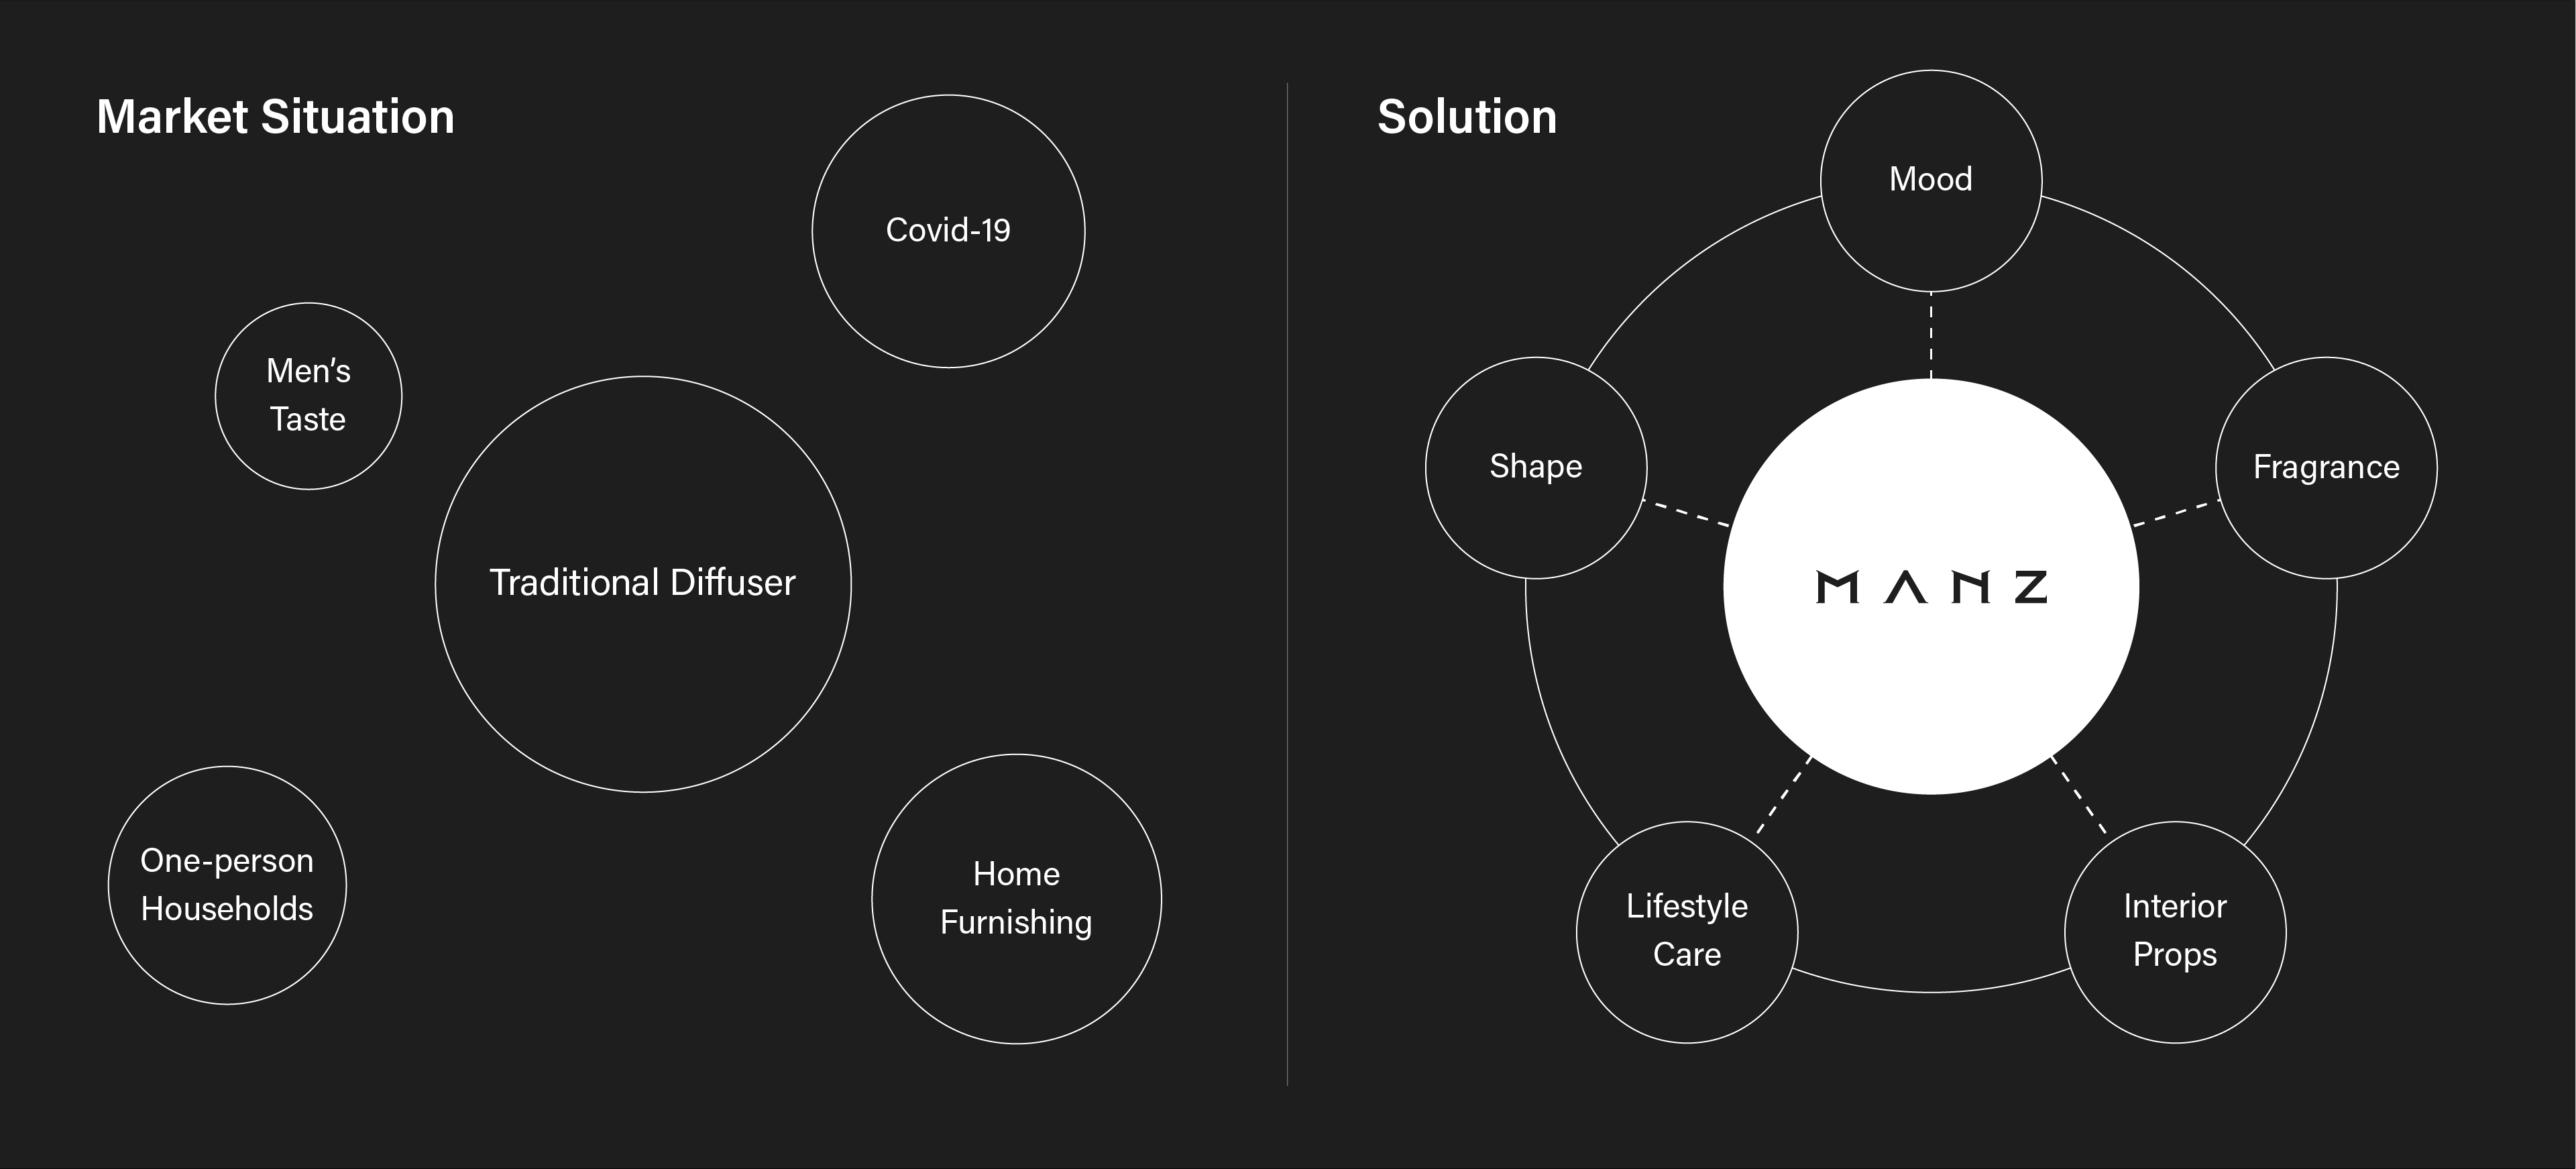 Market Situation
Covid-19
Men's
Taste
Traditional Diffuser
One-person
Households
Home
Furnishing
Solution
Mood
Shape
Fragrance
MANZ
Lifestyle
Care
Interior
Props